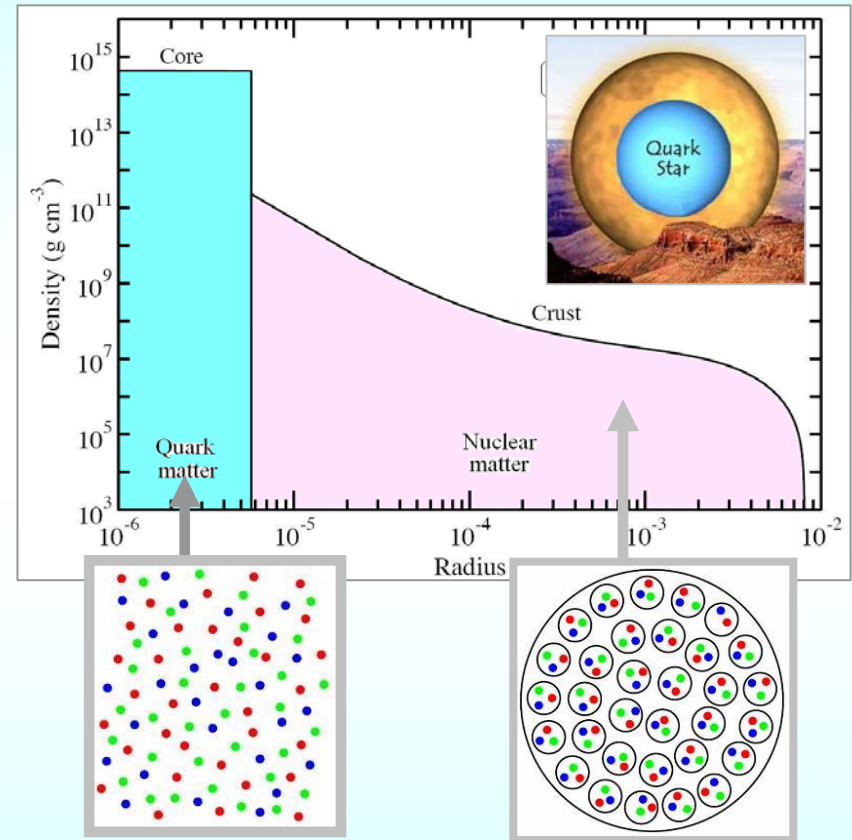 10^15
10^13
10^11
10^9
10^7
10^5
10^3
Density (g cm^-3)
Core
Quark
Star
Crust
Quark
matter
Nuclear
matter
10^-6
10^-5
10^-4
10^-3
10^-2
Radius